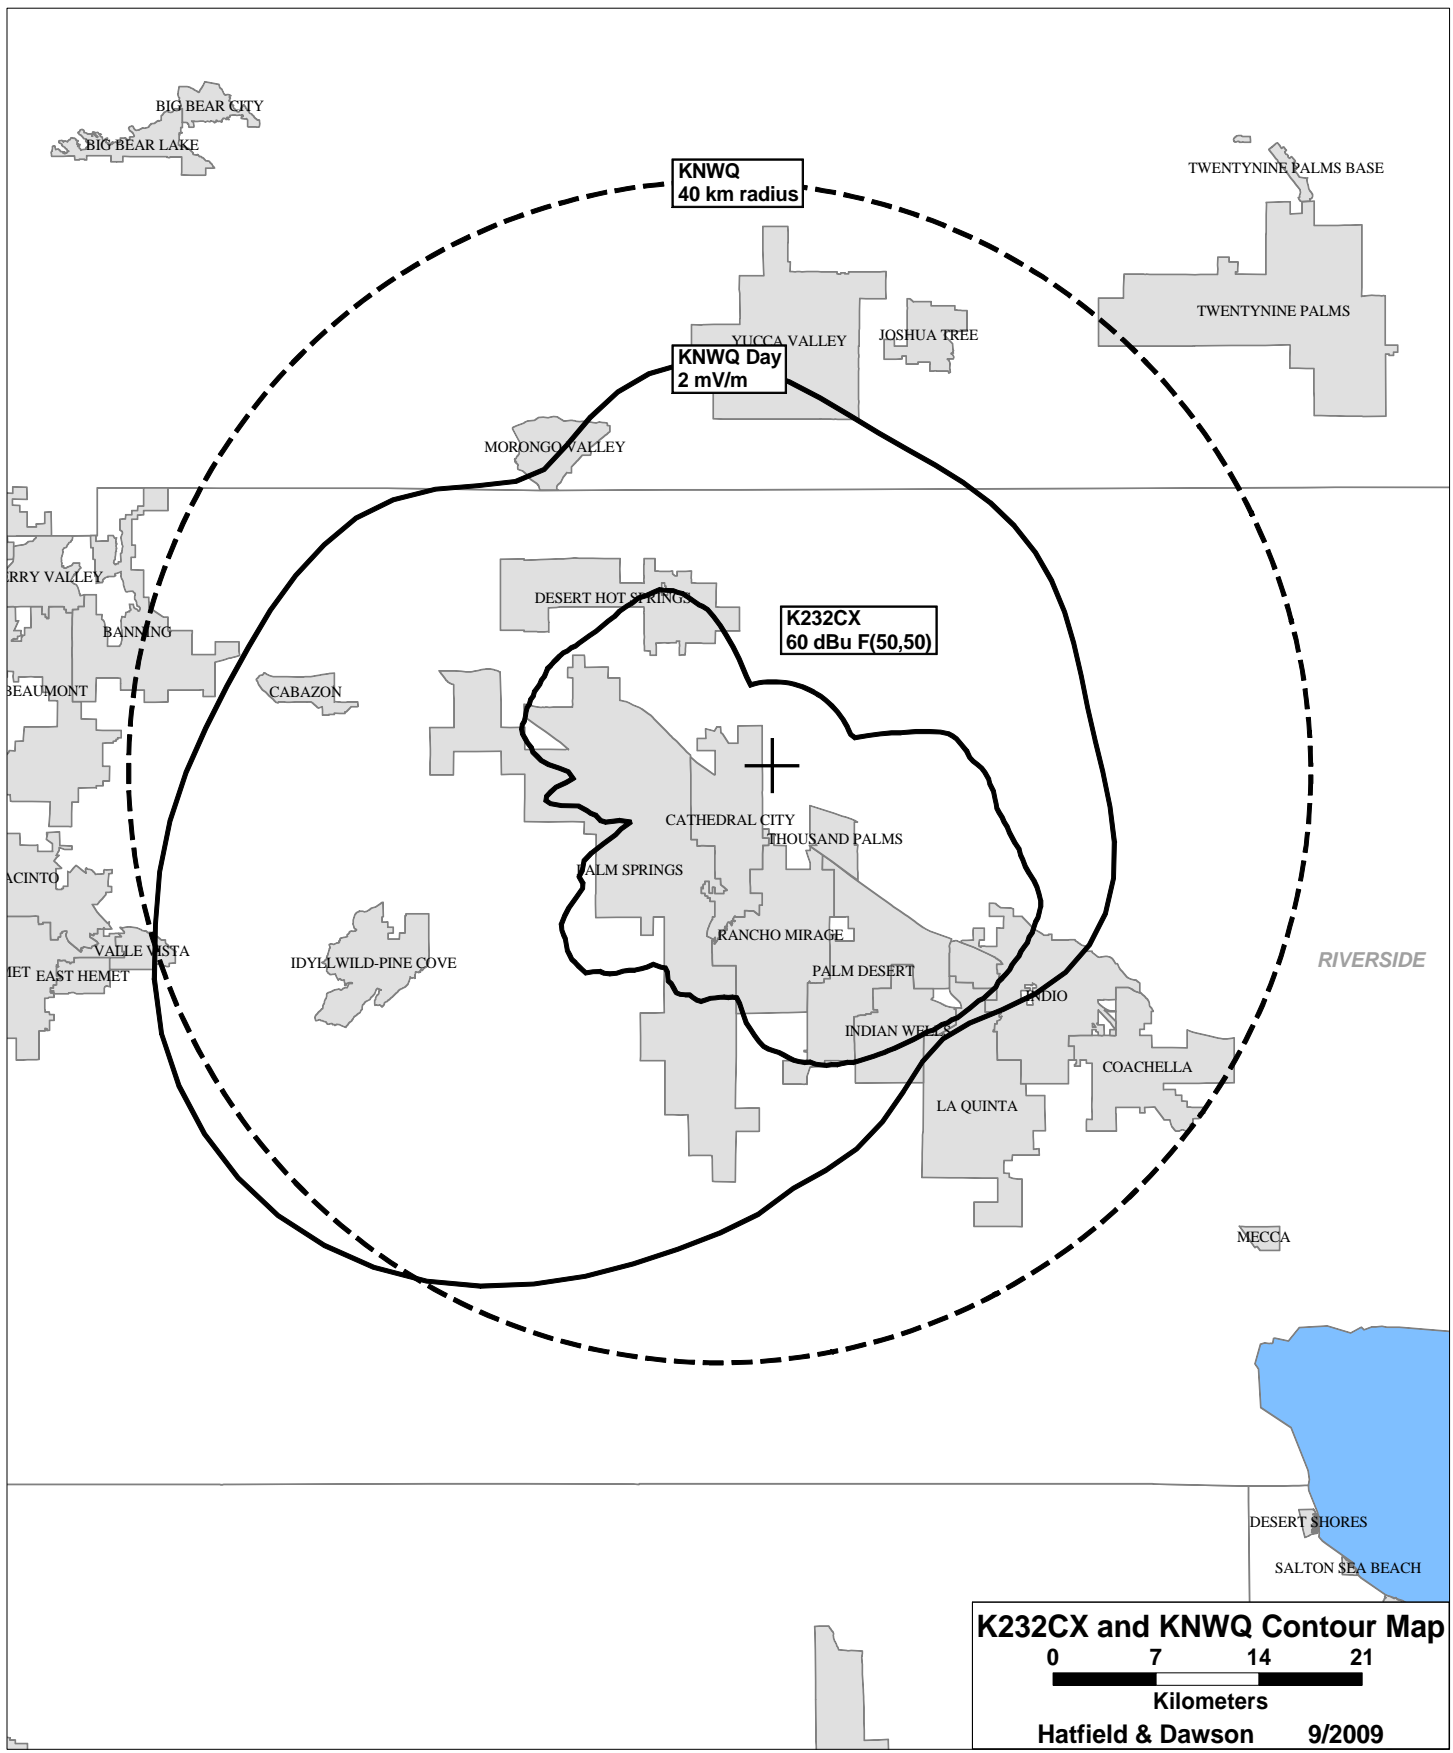 BIG BEAR CITY
BIG BEAR LAKE
KNWQ
40 km radius
TWENTYNINE PALMS BASE
TWENTYNINE PALMS
YUCCA VALLEY
JOSHUA TREE
KNWQ Day
2 mV/m
MORONGO VALLEY
ERRY VALLEY
DESERT HOT SPRINGS
K232CX
60 dBu F(50,50)
BANNING
BEAUMONT
CABAZON
CATHEDRAL CITY
THOUSAND PALMS
PALM SPRINGS
ACINTO
RANCHO MIRAGE
VALLE VISTA
IDYLLWILD-PINE COVE
RIVERSIDE
MET
EAST HEMET
PALM DESERT
INDIO
INDIAN WELLS
COACHELLA
LA QUINTA
MECCA
DESERT SHORES
SALTON SEA BEACH
K232CX and KNWQ Contour Map
0 7 14 21
Kilometers
Hatfield & Dawson 9/2009